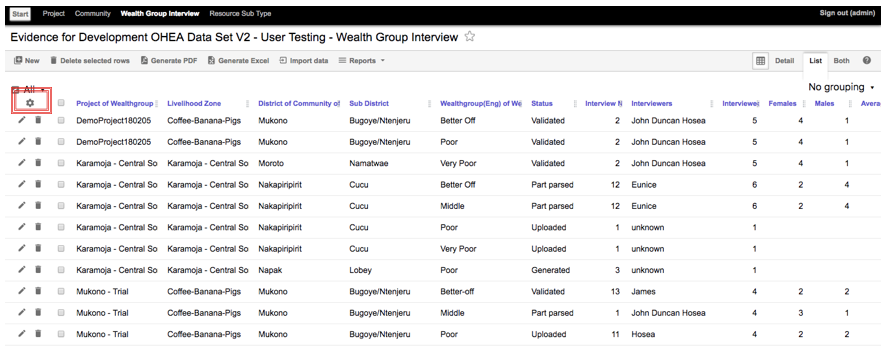 Start Project Community Wealth Group Interview Resource Sub Type Sign out (admin)
Evidence for Development OHEA Data Set V2 - User Testing - Wealth Group Interview
New Delete selected rows Generate PDF Generate Excel Import data Reports Detail List Both ?
All No grouping
Project of Wealthgroup Livelihood Zone District of Community of Sub District Wealthgroup(Eng) of We Status Interview N Interviewers Interviewe Females Males Avera
DemoProject180205 Coffee-Banana-Pigs Mukono Bugoye/Ntenjeru Better Off Validated 2 John Duncan Hosea 5 4 1
DemoProject180205 Coffee-Banana-Pigs Mukono Bugoye/Ntenjeru Poor Validated 2 John Duncan Hosea 5 4 1
Karamoja - Central So Karamoja - Central So Moroto Namatwae Very Poor Validated 2 John Duncan Hosea 5 4 1
Karamoja - Central So Karamoja - Central So Nakapiripirit Cucu Better Off Part parsed 12 Eunice 6 2 4
Karamoja - Central So Karamoja - Central So Nakapiripirit Cucu Middle Part parsed 12 Eunice 6 2 4
Karamoja - Central So Karamoja - Central So Nakapiripirit Cucu Poor Uploaded 1 unknown 1
Karamoja - Central So Karamoja - Central So Nakapiripirit Cucu Very Poor Uploaded 1 unknown 1
Karamoja - Central So Karamoja - Central So Napak Lobey Poor Generated 3 unknown 1
Mukono - Trial Coffee-Banana-Pigs Mukono Bugoye/Ntenjeru Better-off Validated 13 James 4 2 2
Mukono - Trial Coffee-Banana-Pigs Mukono Bugoye/Ntenjeru Middle Part parsed 1 John Duncan Hosea 4 3 1
Mukono - Trial Coffee-Banana-Pigs Mukono Bugoye/Ntenjeru Poor Uploaded 11 Hosea 4 2 2